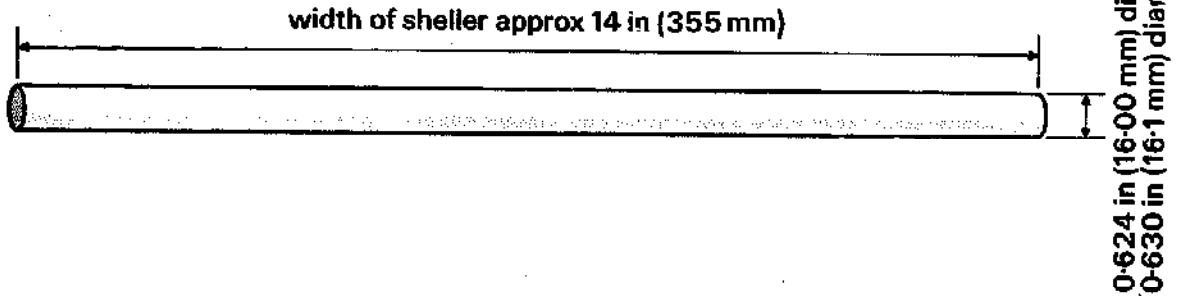 width of sheller approx 14 in (355 mm)
0·624 in (16·00 mm) di
0·630 in (16·1 mm) diar